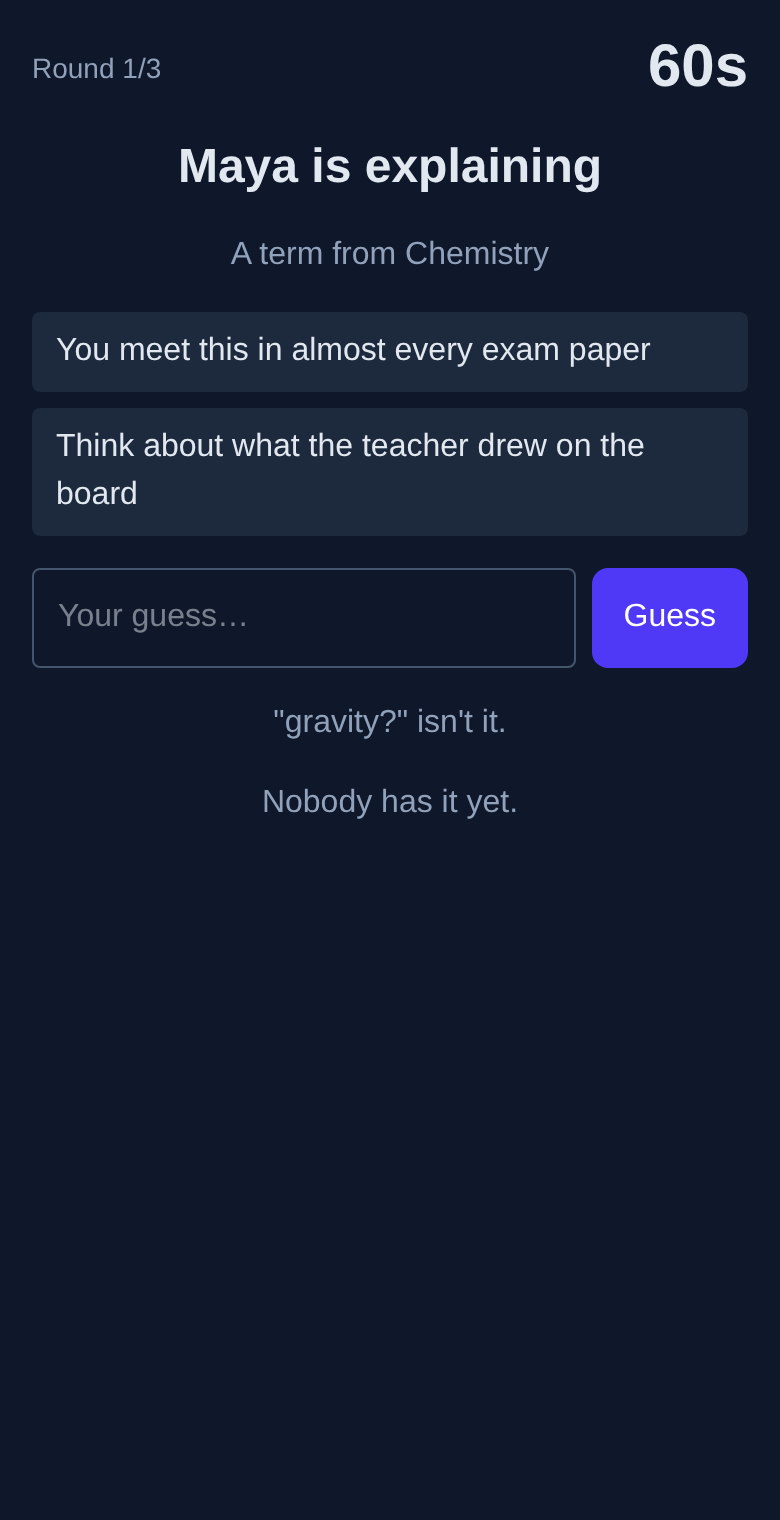 Round 1/3
60s
Maya is explaining
A term from Chemistry
You meet this in almost every exam paper
Think about what the teacher drew on the
board
Your guess…
Guess
"gravity?" isn't it.
Nobody has it yet.